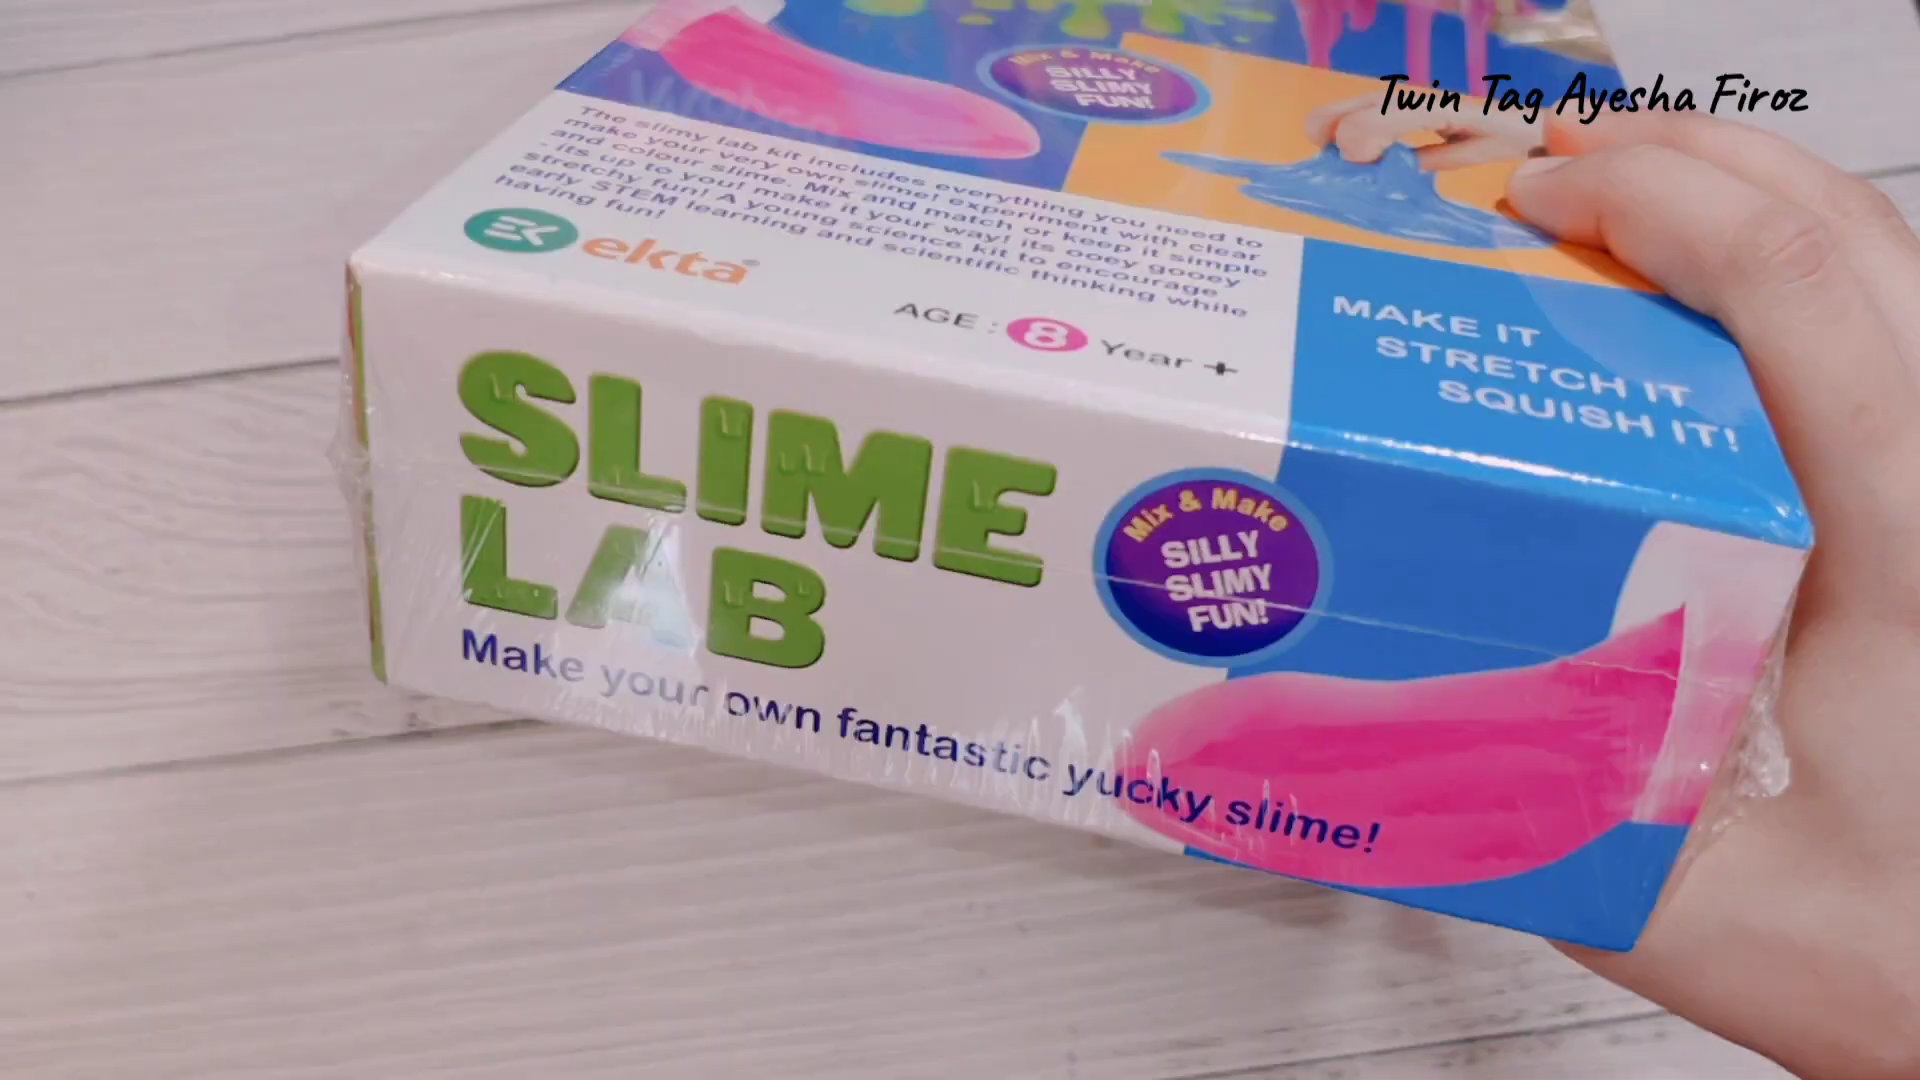 Twin Tag Ayesha Firoz
Mix & Make
SILLY
SLIMY
FUN!
The slimy lab kit includes everything you need to
make your very own slime! experiment with clear
and colour slime. Mix and match or keep it simple
- its up to you! make it your way! its ooey gooey
stretchy fun! A young science kit to encourage
early STEM learning and scientific thinking while
having fun!
EK ekta®
AGE : 8 Year +
MAKE IT
STRETCH IT
SQUISH IT!
SLIME
LAB
Make your own fantastic yucky slime!
Mix & Make
SILLY
SLIMY
FUN!